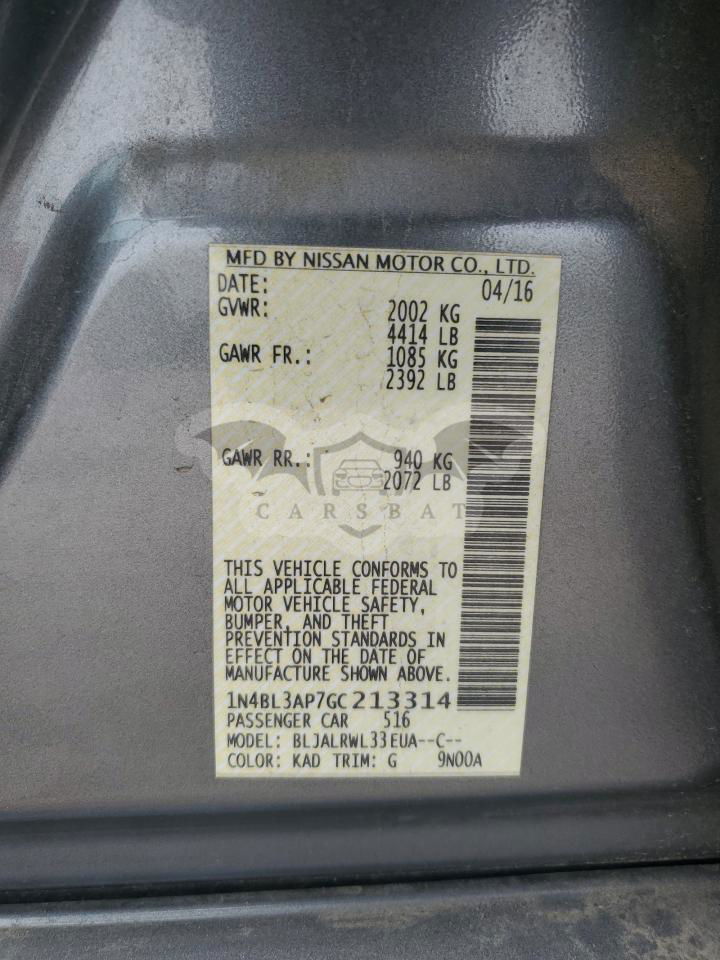 MFD BY NISSAN MOTOR CO., LTD.
DATE: 04/16
GVWR: 2002 KG
4414 LB
GAWR FR.: 1085 KG
2392 LB
GAWR RR.: 940 KG
2072 LB
CARSBAT
THIS VEHICLE CONFORMS TO
ALL APPLICABLE FEDERAL
MOTOR VEHICLE SAFETY,
BUMPER, AND THEFT
PREVENTION STANDARDS IN
EFFECT ON THE DATE OF
MANUFACTURE SHOWN ABOVE.
1N4BL3AP7GC213314
PASSENGER CAR 516
MODEL: BLJALRWL33EUA--C--
COLOR: KAD TRIM: G 9N00A